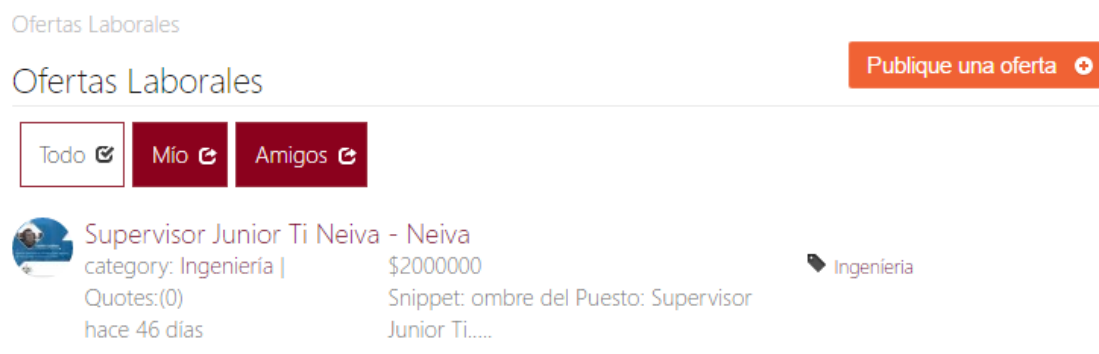 Ofertas Laborales
Publique una oferta
Ofertas Laborales
Todo Mío Amigos
Supervisor Junior Ti Neiva - Neiva
category: Ingeniería | $2000000 Ingeníeria
Quotes:(0) Snippet: ombre del Puesto: Supervisor
hace 46 días Junior Ti.....